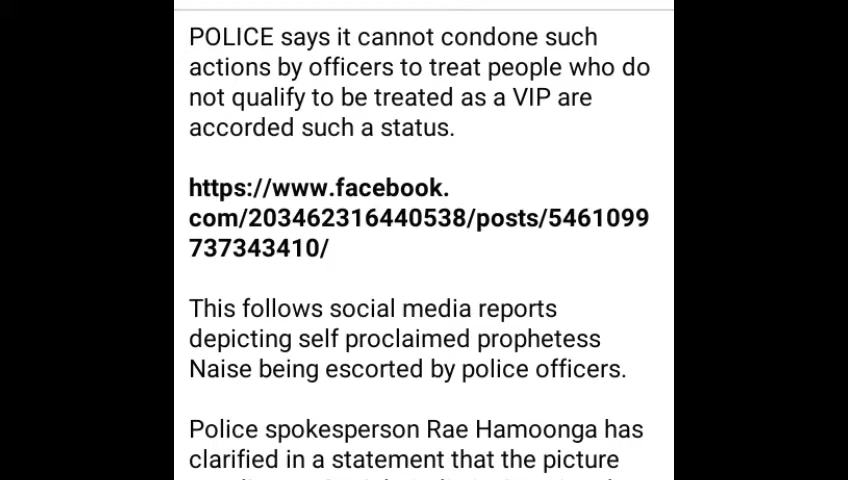 POLICE says it cannot condone such
actions by officers to treat people who do
not qualify to be treated as a VIP are
accorded such a status.
https://www.facebook.
com/203462316440538/posts/5461099
737343410/
This follows social media reports
depicting self proclaimed prophetess
Naise being escorted by police officers.
Police spokesperson Rae Hamoonga has
clarified in a statement that the picture